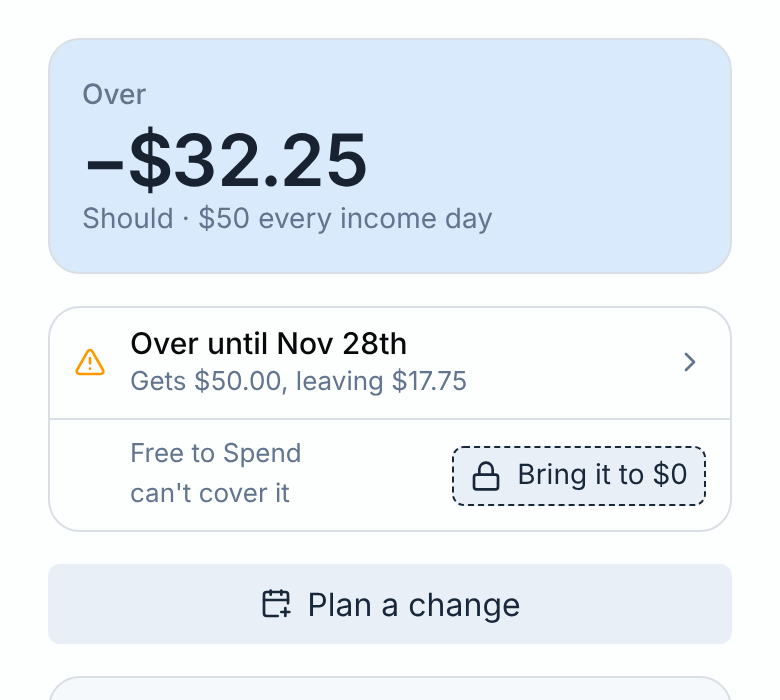 Over
–$32.25
Should · $50 every income day
Over until Nov 28th
Gets $50.00, leaving $17.75
Free to Spend
can't cover it
Bring it to $0
Plan a change